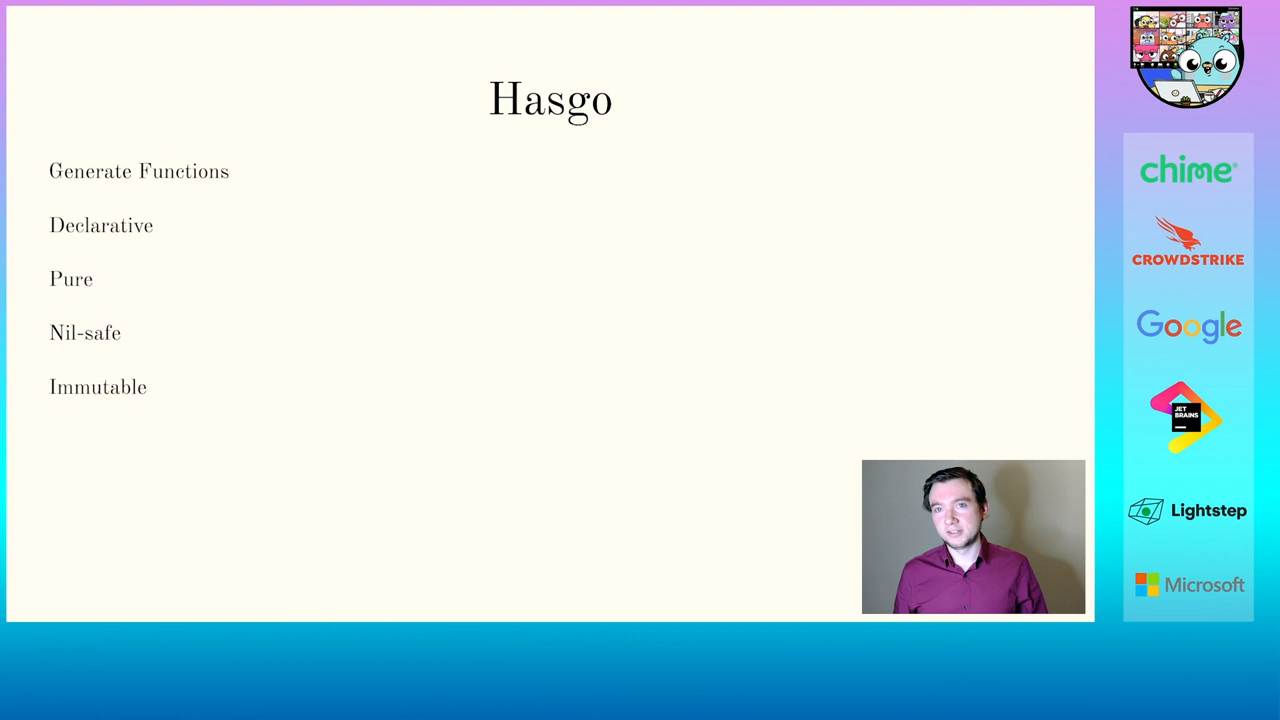 Hasgo
Generate Functions
Declarative
Pure
Nil-safe
Immutable
chime
CROWDSTRIKE
Google
JET
BRAINS
Lightstep
Microsoft